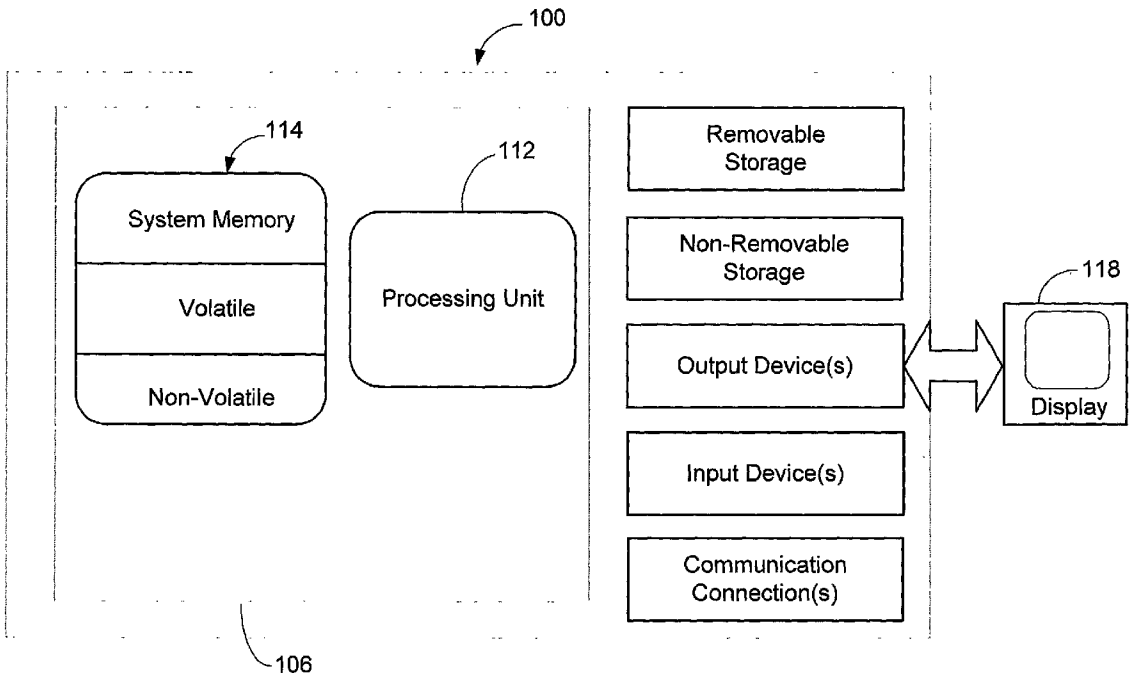 100
114
112
System Memory
Volatile
Non-Volatile
Processing Unit
Removable
Storage
Non-Removable
Storage
Output Device(s)
Input Device(s)
Communication
Connection(s)
118
Display
106